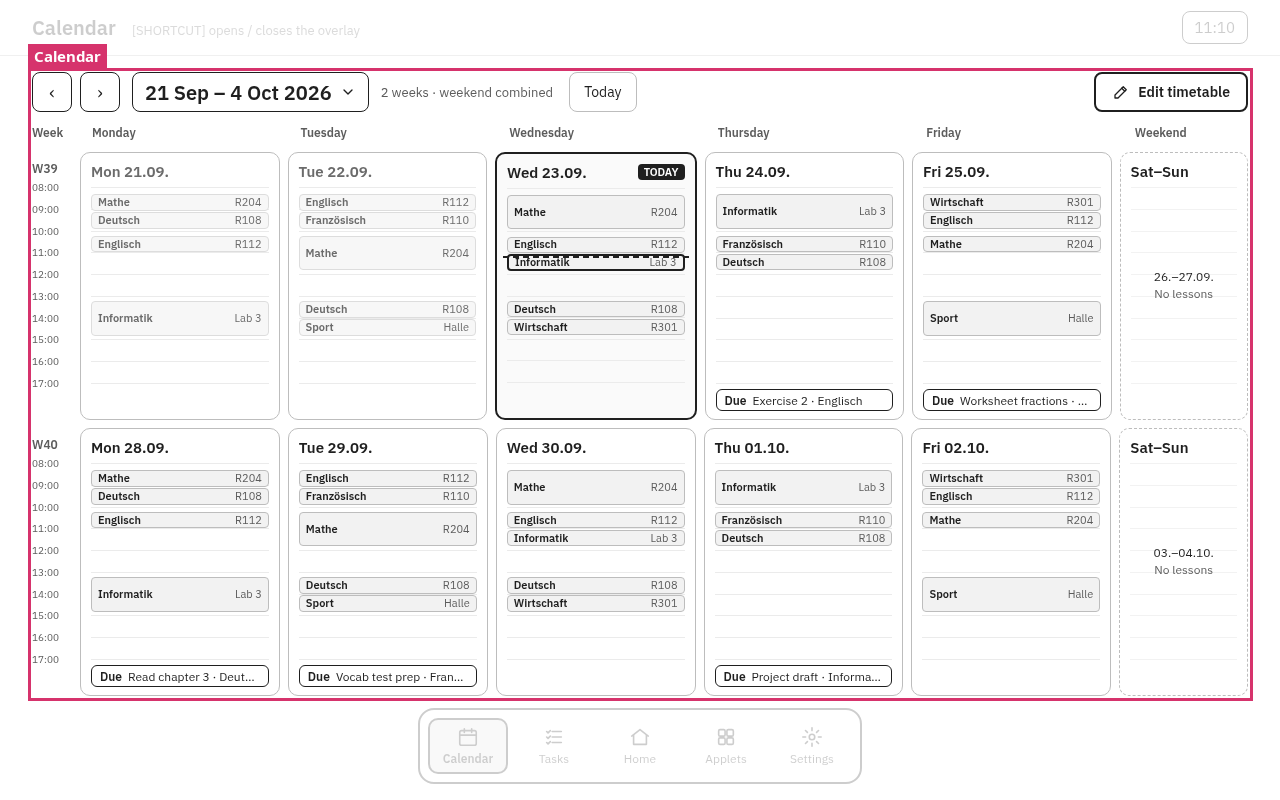 Calendar [SHORTCUT] opens / closes the overlay 11:10
Calendar
‹ › 21 Sep – 4 Oct 2026 2 weeks · weekend combined Today Edit timetable
Week Monday Tuesday Wednesday Thursday Friday Weekend
W39
08:00
09:00
10:00
11:00
12:00
13:00
14:00
15:00
16:00
17:00
Mon 21.09.
Mathe R204
Deutsch R108
Englisch R112
Informatik Lab 3
Tue 22.09.
Englisch R112
Französisch R110
Mathe R204
Deutsch R108
Sport Halle
Wed 23.09. TODAY
Mathe R204
Englisch R112
Informatik Lab 3
Deutsch R108
Wirtschaft R301
Thu 24.09.
Informatik Lab 3
Französisch R110
Deutsch R108
Due Exercise 2 · Englisch
Fri 25.09.
Wirtschaft R301
Englisch R112
Mathe R204
Sport Halle
Due Worksheet fractions · ...
Sat–Sun
26.–27.09.
No lessons
W40
08:00
09:00
10:00
11:00
12:00
13:00
14:00
15:00
16:00
17:00
Mon 28.09.
Mathe R204
Deutsch R108
Englisch R112
Informatik Lab 3
Due Read chapter 3 · Deut...
Tue 29.09.
Englisch R112
Französisch R110
Mathe R204
Deutsch R108
Sport Halle
Due Vocab test prep · Fran...
Wed 30.09.
Mathe R204
Englisch R112
Informatik Lab 3
Deutsch R108
Wirtschaft R301
Thu 01.10.
Informatik Lab 3
Französisch R110
Deutsch R108
Due Project draft · Informa...
Fri 02.10.
Wirtschaft R301
Englisch R112
Mathe R204
Sport Halle
Sat–Sun
03.–04.10.
No lessons
Calendar Tasks Home Applets Settings